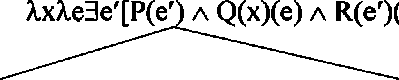 λxλe∃e′[P(e′) ∧ Q(x)(e) ∧ R(e′)(